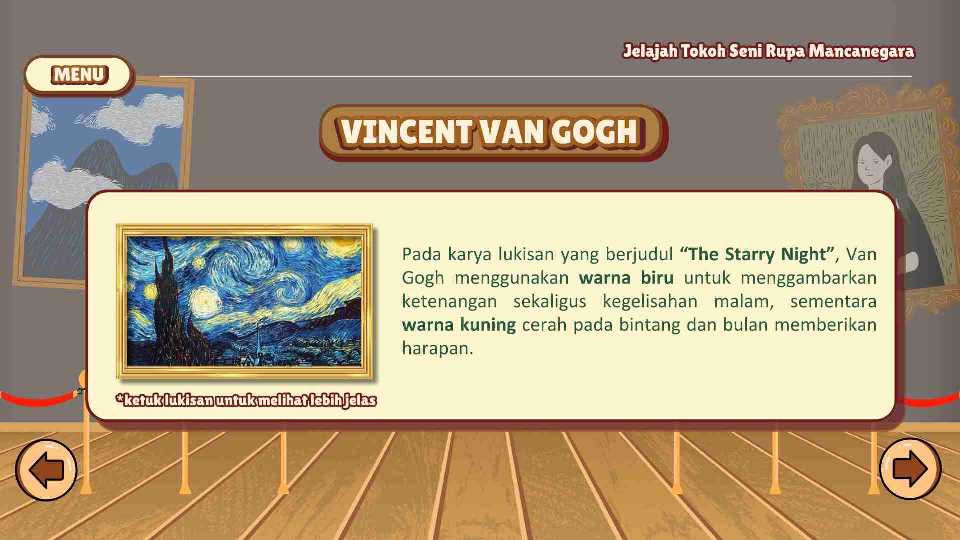 Jelajah Tokoh Seni Rupa Mancanegara
MENU
VINCENT VAN GOGH
Pada karya lukisan yang berjudul “The Starry Night”, Van
Gogh menggunakan warna biru untuk menggambarkan
ketenangan sekaligus kegelisahan malam, sementara
warna kuning cerah pada bintang dan bulan memberikan
harapan.
*ketuk lukisan untuk melihat lebih jelas